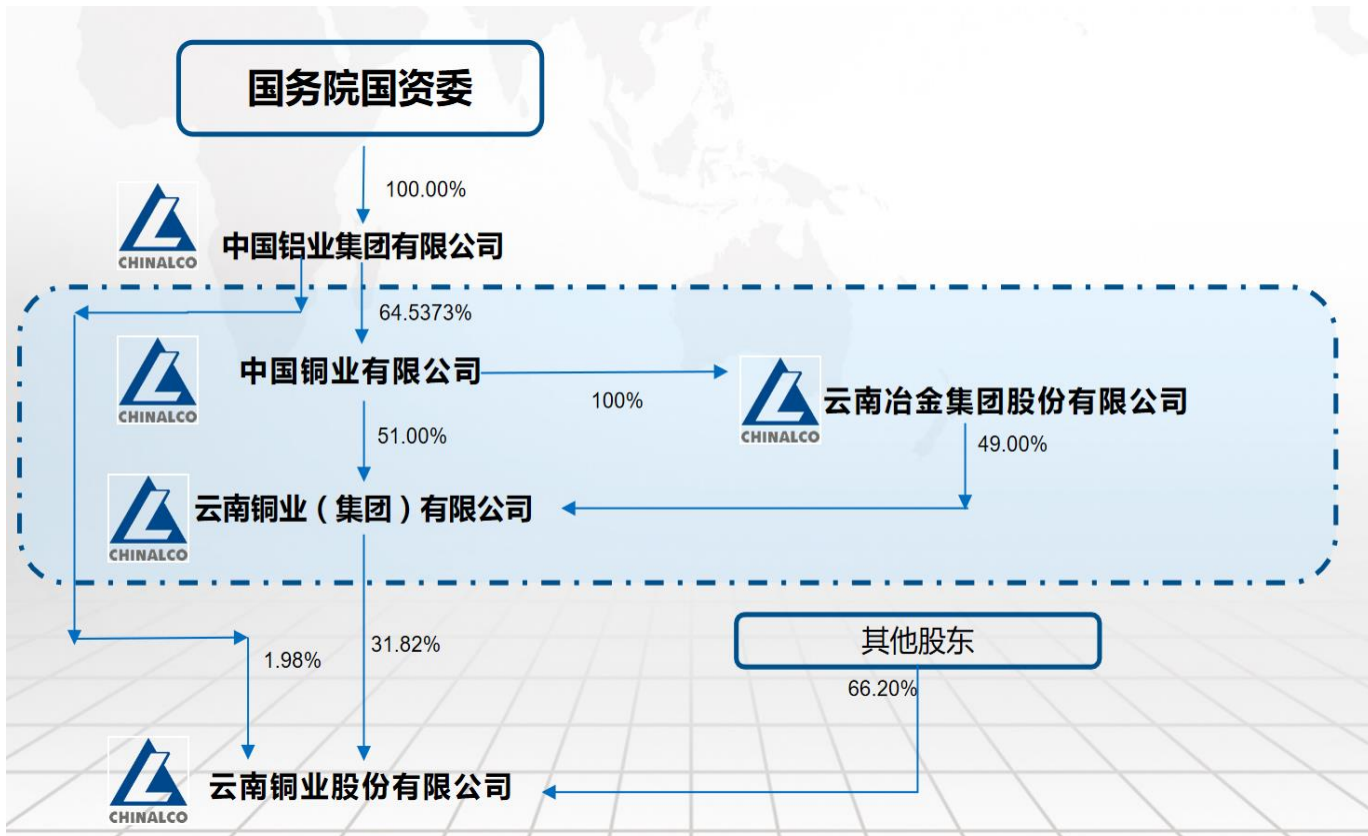 国务院国资委
100.00%
CHINALCO
中国铝业集团有限公司
64.5373%
CHINALCO
中国铜业有限公司
100%
CHINALCO
云南冶金集团股份有限公司
51.00%
49.00%
CHINALCO
云南铜业（集团）有限公司
其他股东
1.98%
31.82%
66.20%
CHINALCO
云南铜业股份有限公司